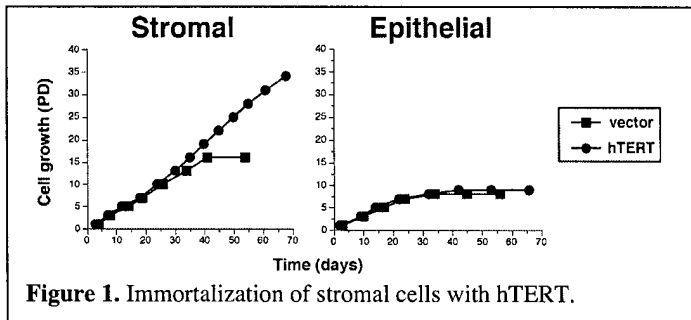 Stromal
Epithelial
Cell growth (PD)
40
35
30
25
20
15
10
5
0
0 10 20 30 40 50 60 70
40
35
30
25
20
15
10
5
0
0 10 20 30 40 50 60 70
vector
hTERT
Time (days)
Figure 1. Immortalization of stromal cells with hTERT.